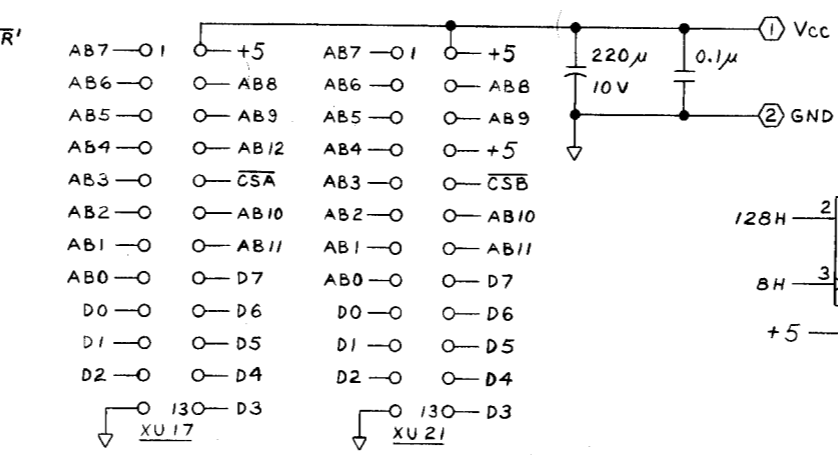 R'
AB7 1 +5 AB7 1 +5 220μ 0.1μ 1 Vcc
AB6 AB8 AB6 AB8 10V
AB5 AB9 AB5 AB9 2 GND
AB4 AB12 AB4 +5
AB3 CSA AB3 CSB
AB2 AB10 AB2 AB10 128H 2
AB1 AB11 AB1 AB11
AB0 D7 AB0 D7 8H 3
D0 D6 D0 D6
D1 D5 D1 D5 +5
D2 D4 D2 D4
13 D3 13 D3
XU17 XU21